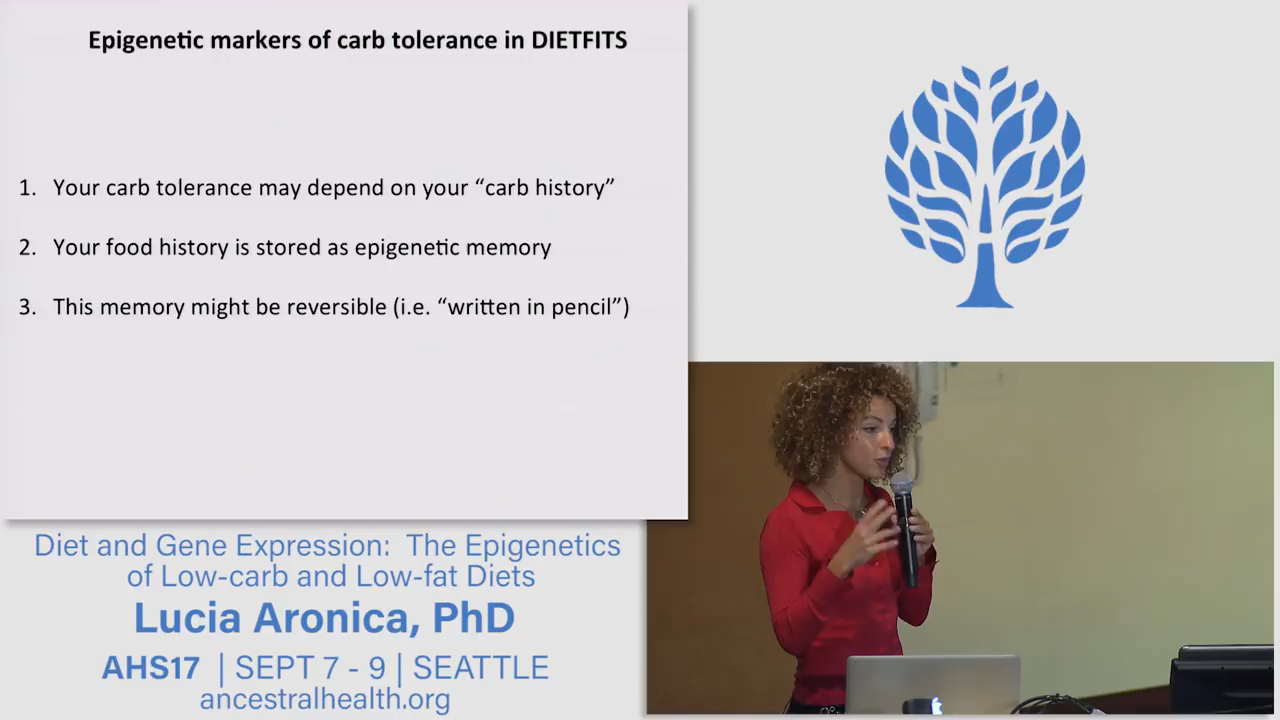 Epigenetic markers of carb tolerance in DIETFITS
1. Your carb tolerance may depend on your “carb history”
2. Your food history is stored as epigenetic memory
3. This memory might be reversible (i.e. “written in pencil”)
Diet and Gene Expression: The Epigenetics
of Low-carb and Low-fat Diets
Lucia Aronica, PhD
AHS17 | SEPT 7 - 9 | SEATTLE
ancestralhealth.org